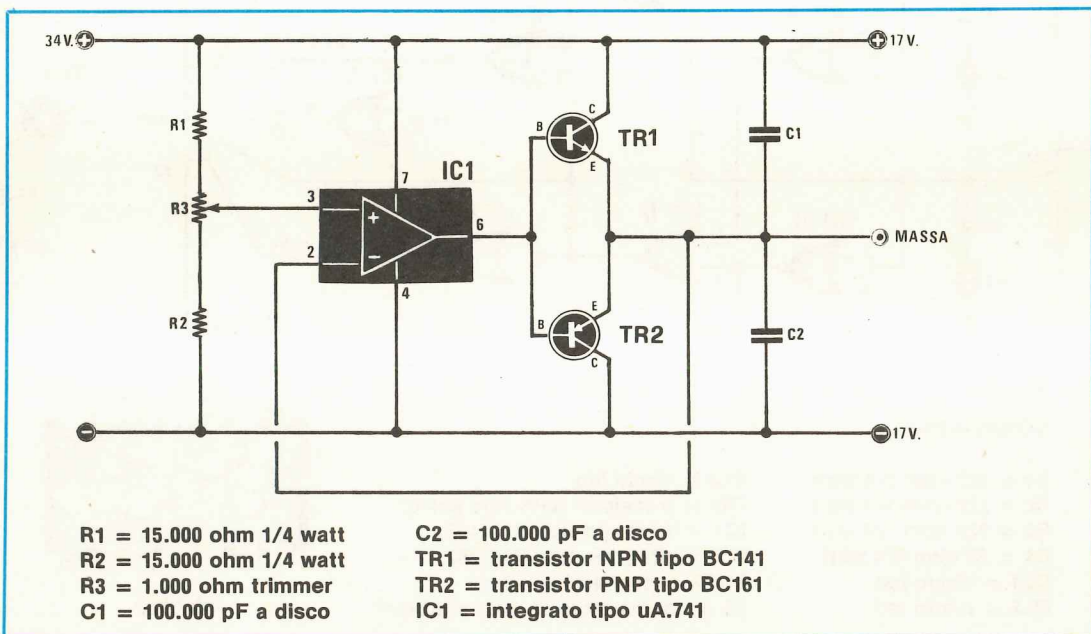 34V.
17V.
R1
C
B
TR1
C1
E
IC1
7
3
R3
6
MASSA
2
4
E
R2
B
TR2
C2
C
17V.
R1 = 15.000 ohm 1/4 watt
R2 = 15.000 ohm 1/4 watt
R3 = 1.000 ohm trimmer
C1 = 100.000 pF a disco
C2 = 100.000 pF a disco
TR1 = transistor NPN tipo BC141
TR2 = transistor PNP tipo BC161
IC1 = integrato tipo uA.741